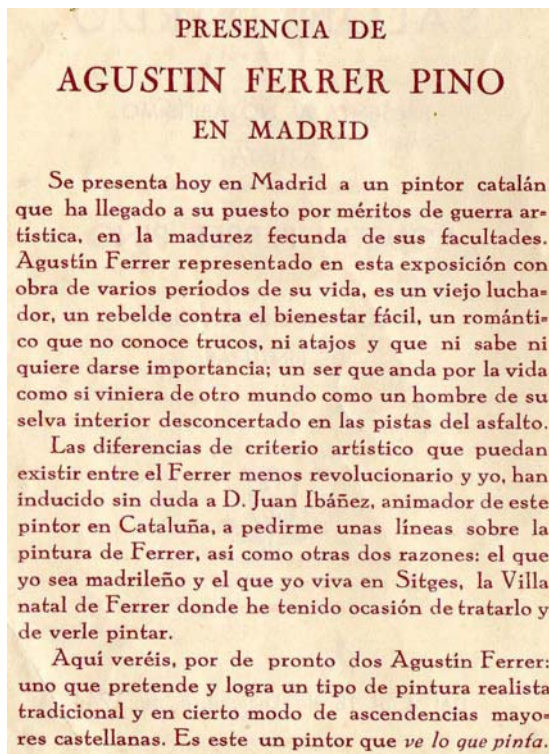 PRESENCIA DE
AGUSTIN FERRER PINO
EN MADRID
Se presenta hoy en Madrid a un pintor catalán
que ha llegado a su puesto por méritos de guerra ar=
tística, en la madurez fecunda de sus facultades.
Agustín Ferrer representado en esta exposición con
obra de varios períodos de su vida, es un viejo lucha=
dor, un rebelde contra el bienestar fácil, un románti=
co que no conoce trucos, ni atajos y que ni sabe ni
quiere darse importancia; un ser que anda por la vida
como si viniera de otro mundo como un hombre de su
selva interior desconcertado en las pistas del asfalto.
Las diferencias de criterio artístico que puedan
existir entre el Ferrer menos revolucionario y yo, han
inducido sin duda a D. Juan Ibáñez, animador de este
pintor en Cataluña, a pedirme unas líneas sobre la
pintura de Ferrer, así como otras dos razones: el que
yo sea madrileño y el que yo viva en Sitges, la Villa
natal de Ferrer donde he tenido ocasión de tratarlo y
de verle pintar.
Aquí veréis, por de pronto dos Agustín Ferrer:
uno que pretende y logra un tipo de pintura realista
tradicional y en cierto modo de ascendencias mayo=
res castellanas. Es este un pintor que ve lo que pinta.